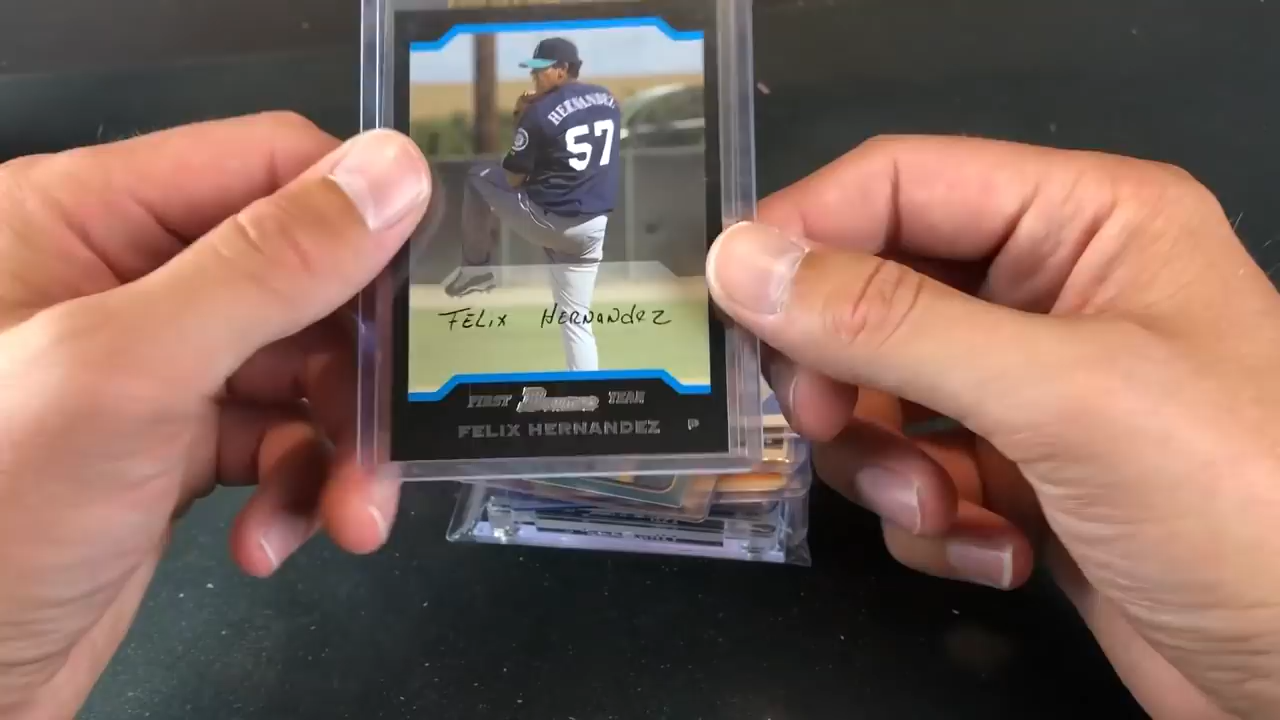 HERNANDEZ
57
FELIX HERNANDEZ
FIRST Bowman YEAR
FELIX HERNANDEZ P